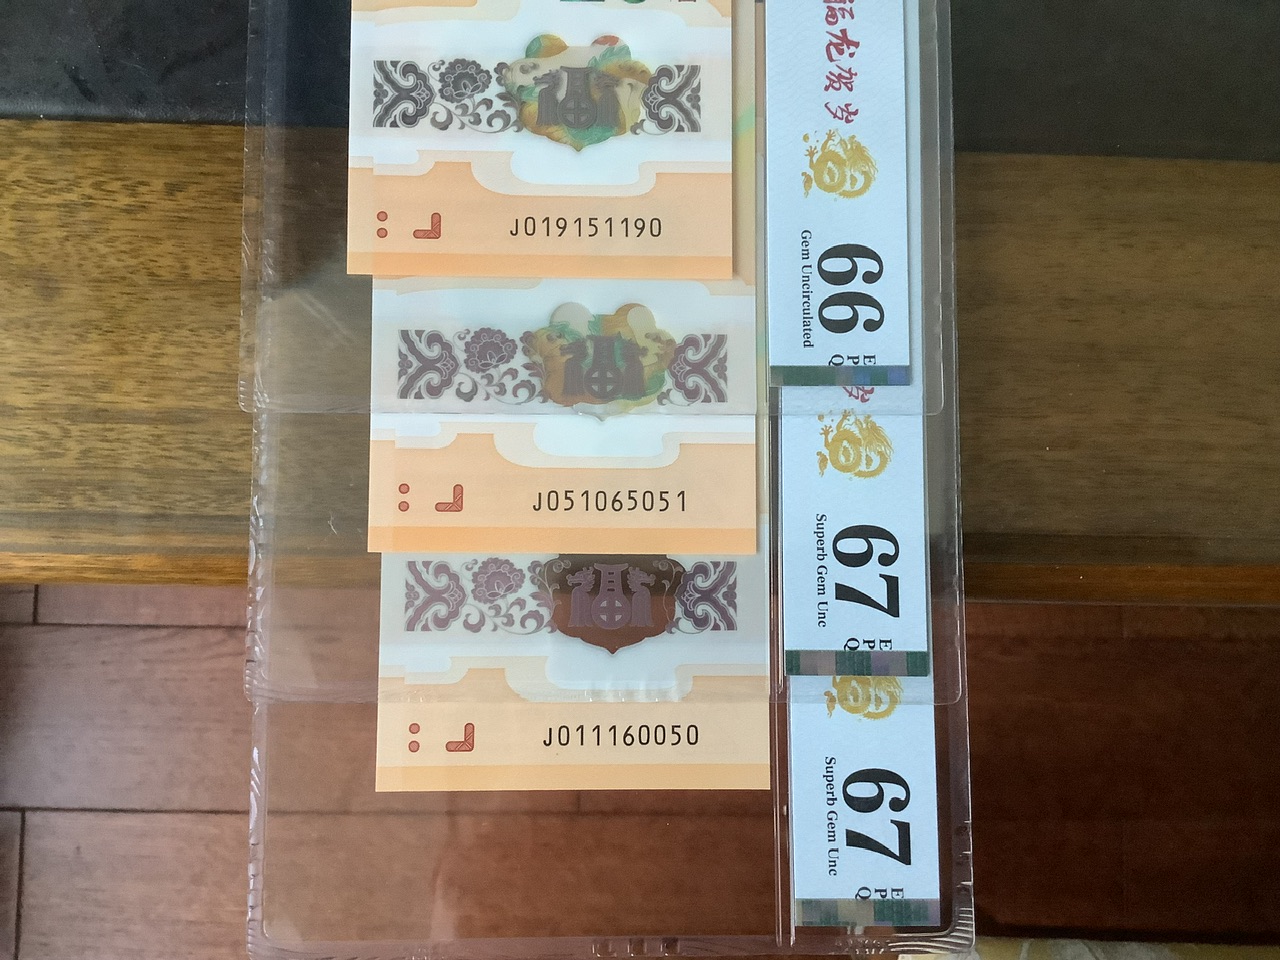 龙贺岁
J019151190
66
Gem Uncirculated
EPQ
J051065051
岁
67
Superb Gem Unc
EPQ
J011160050
67
Superb Gem Unc
EPQ